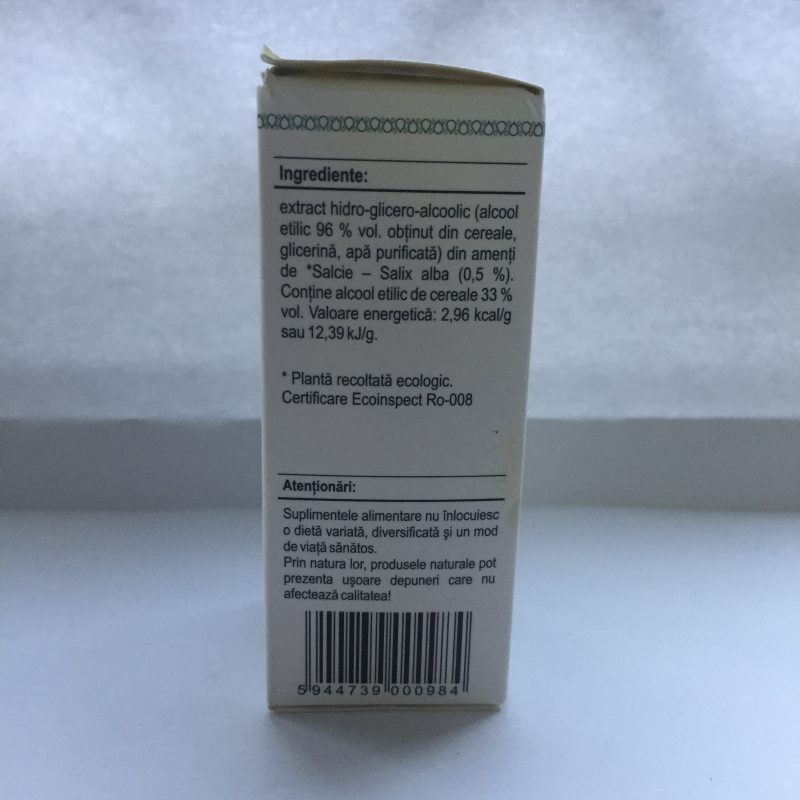 Ingrediente:
extract hidro-glicero-alcoolic (alcool
etilic 96 % vol. obținut din cereale,
glicerină, apă purificată) din amenți
de *Salcie – Salix alba (0,5 %).
Conține alcool etilic de cereale 33 %
vol. Valoare energetică: 2,96 kcal/g
sau 12,39 kJ/g.
* Plantă recoltată ecologic.
Certificare Ecoinspect Ro-008
Atenționări:
Suplimentele alimentare nu înlocuiesc
o dietă variată, diversificată și un mod
de viață sănătos.
Prin natura lor, produsele naturale pot
prezenta ușoare depuneri care nu
afectează calitatea!
5 944739 000984